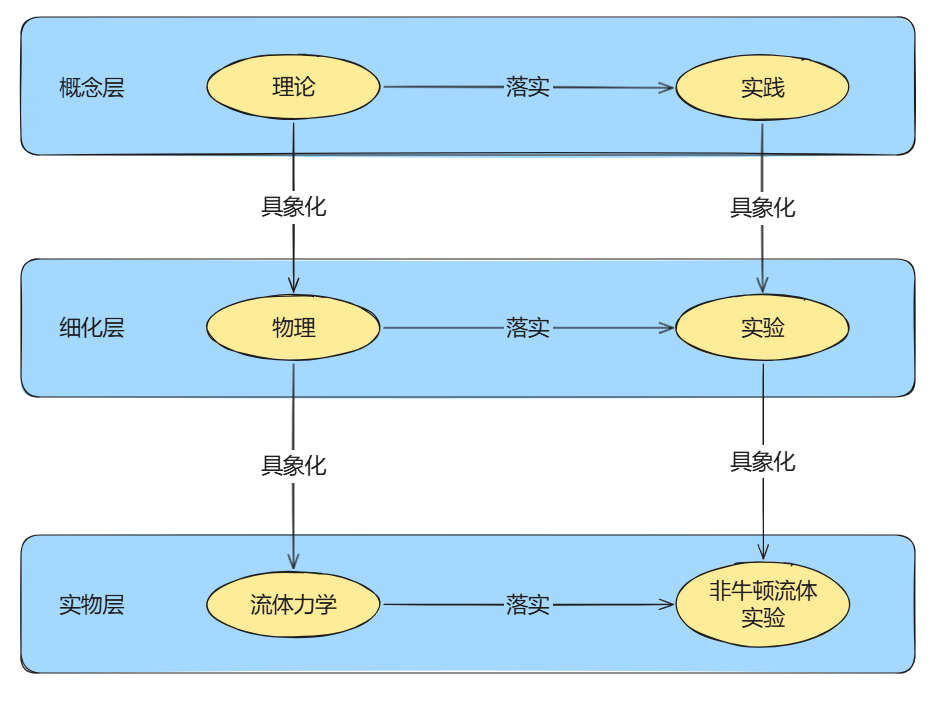 概念层
理论
落实
实践
具象化
具象化
细化层
物理
落实
实验
具象化
具象化
实物层
流体力学
落实
非牛顿流体
实验